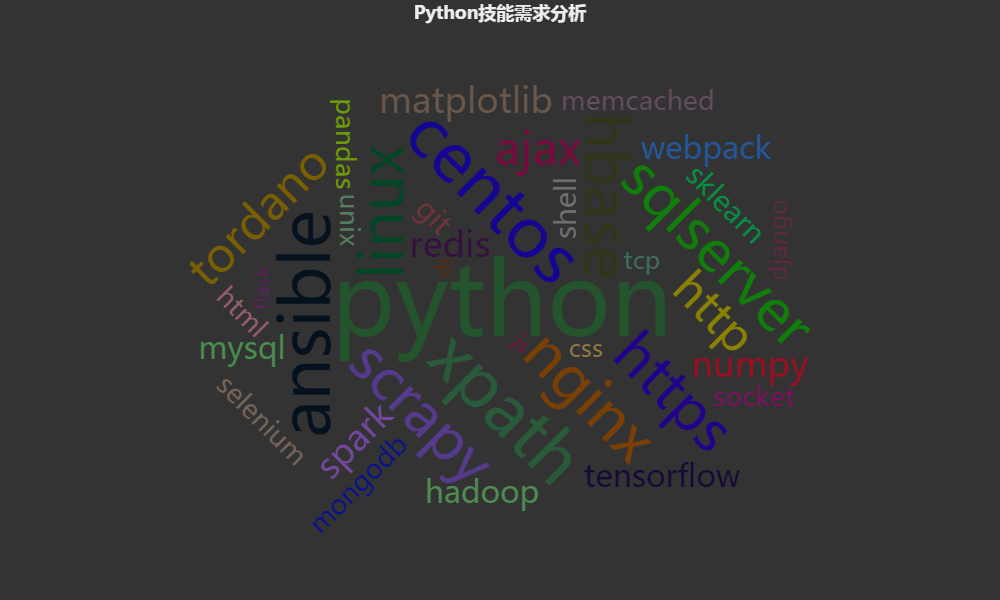 Python技能需求分析
matplotlib
memcached
pandas
centos
ajax
hbase
webpack
linux
tordano
sqlserver
sklearn
shell
unix
git
redis
django
ansible
tcp
flask
python
html
http
mysql
css
nginx
https
numpy
scrapy
xpath
socket
selenium
spark
mongodb
hadoop
tensorflow